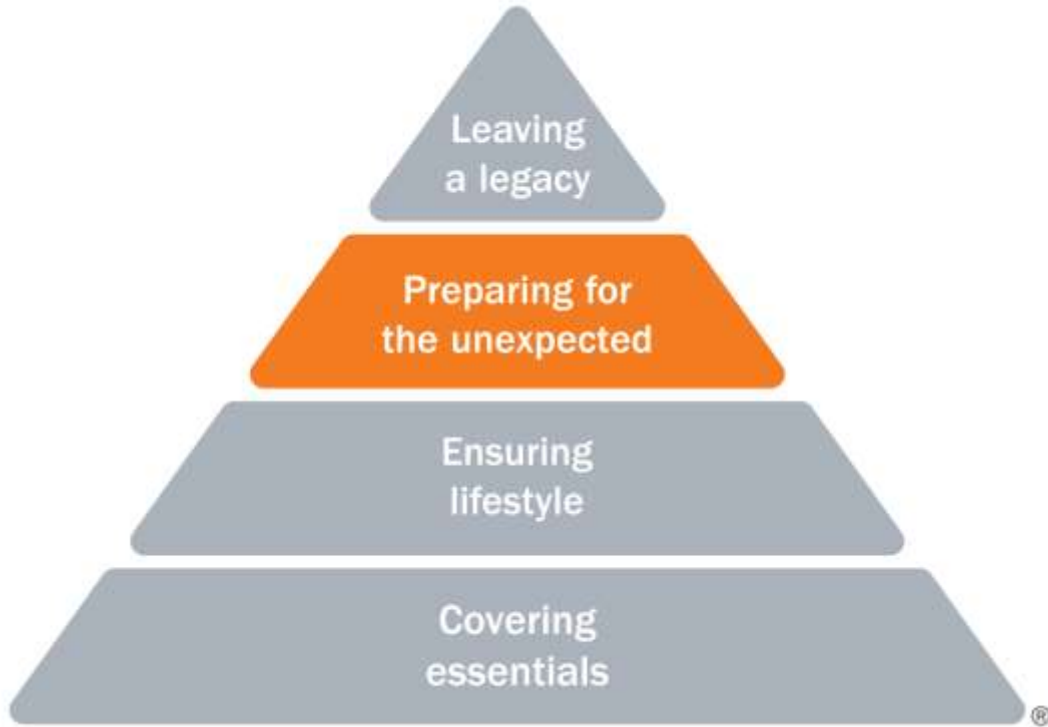 Leaving
a legacy
Preparing for
the unexpected
Ensuring
lifestyle
Covering
essentials
®